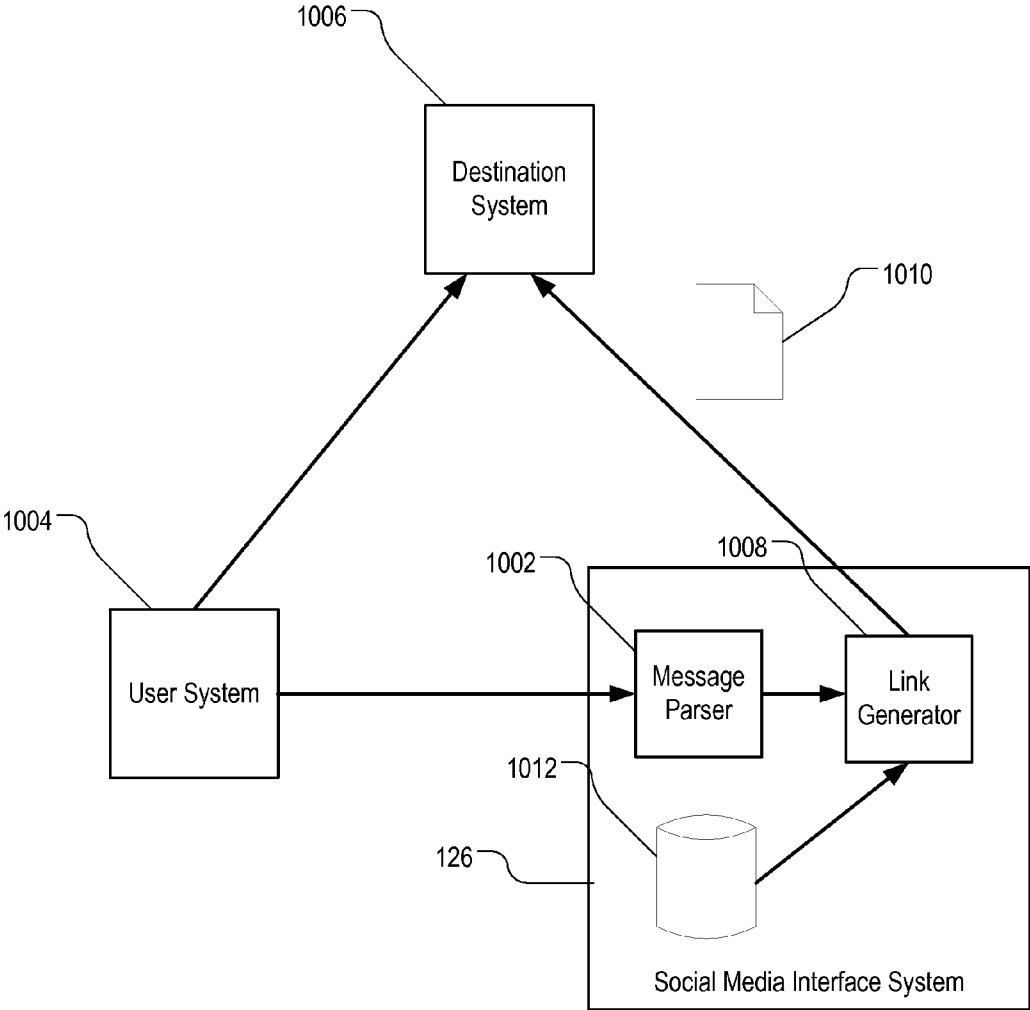 1006
Destination
System
1010
1004
1002
1008
User System
Message
Parser
Link
Generator
1012
126
Social Media Interface System